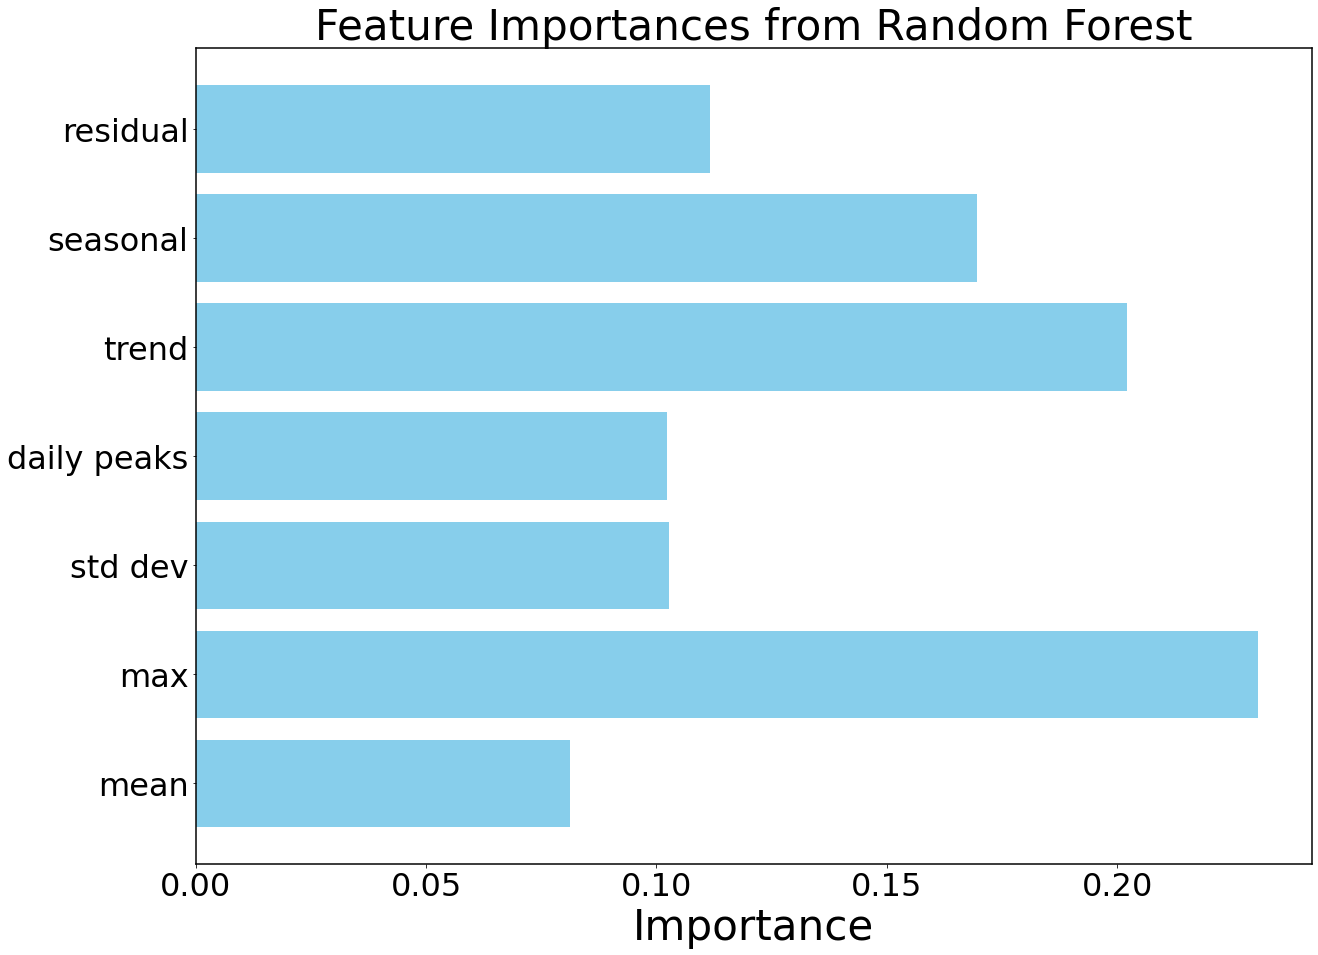 Feature Importances from Random Forest
residual
seasonal
trend
daily peaks
std dev
max
mean
0.00 0.05 0.10 0.15 0.20
Importance